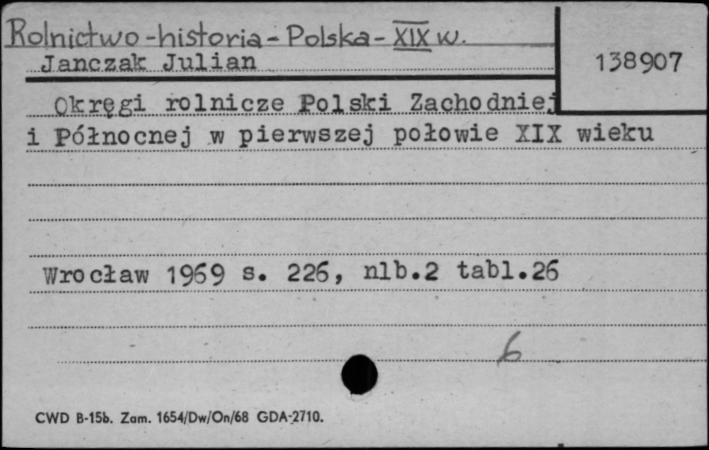 Rolnictwo - historia - Polska - XIX w.
Janczak Julian
138907
Okręgi rolnicze Polski Zachodniej
i Północnej w pierwszej połowie XIX wieku
Wrocław 1969 s. 226, nlb.2 tabl.26
6
CWD B-15b. Zam. 1654/Dw/On/68 GDA-2710.